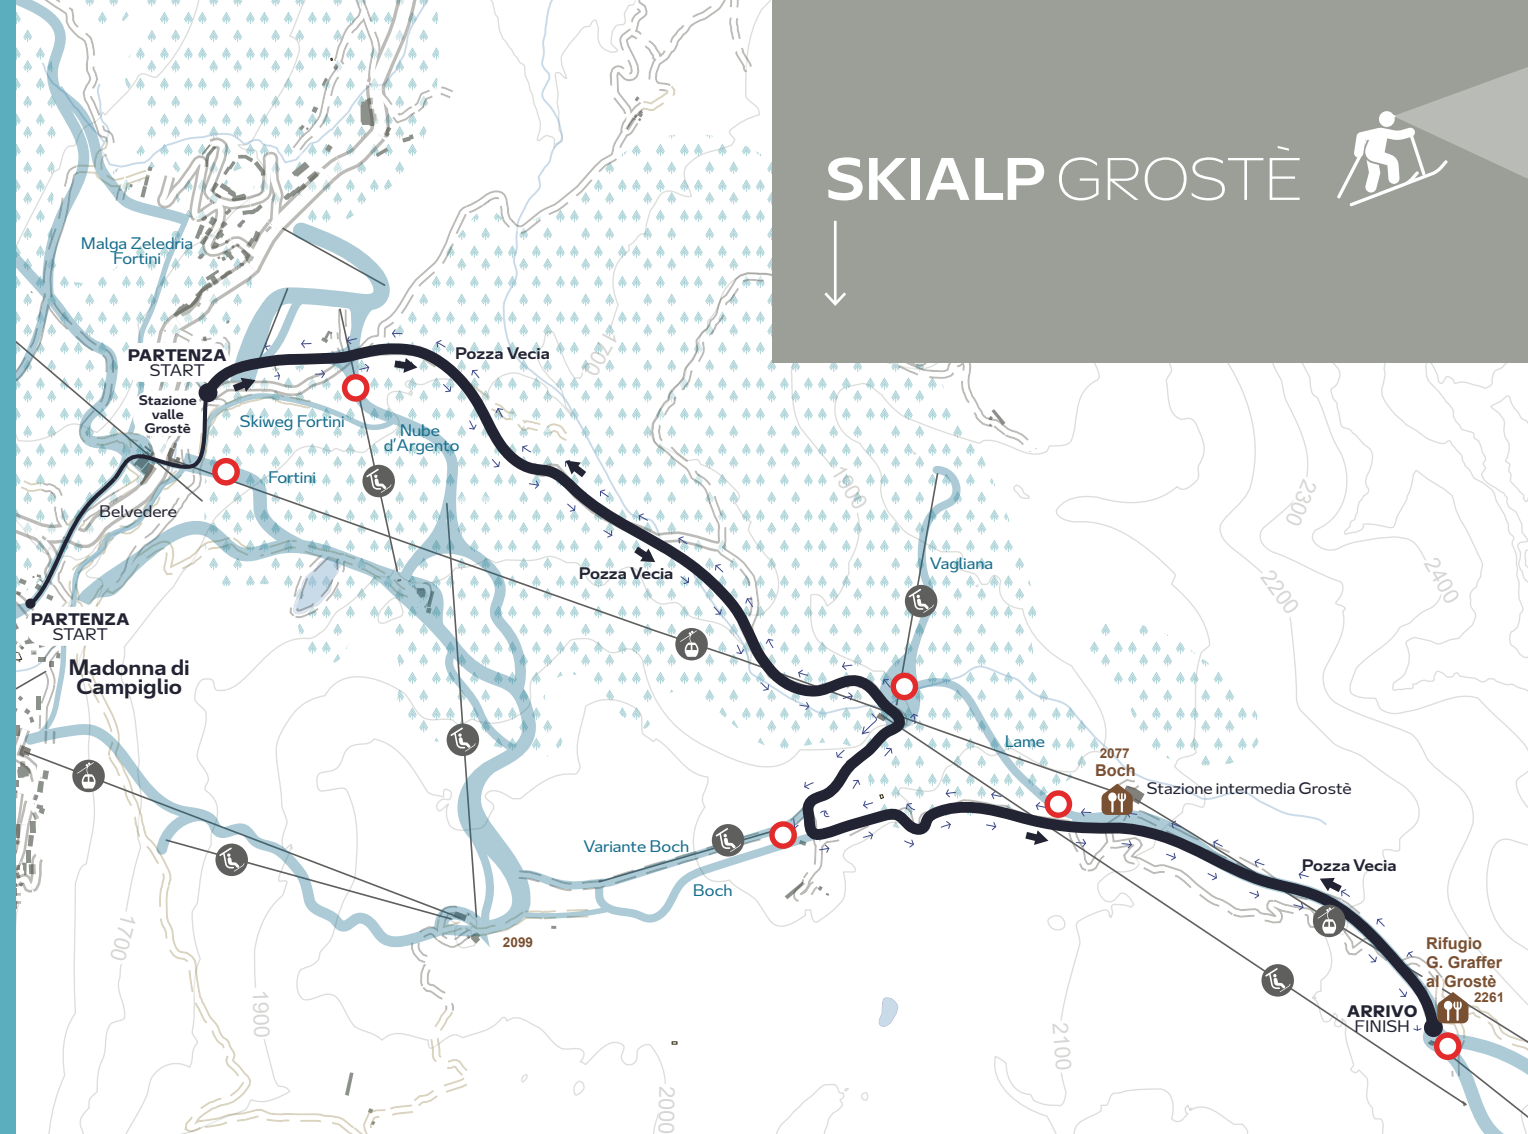 SKIALP GROSTÈ
Malga Zeledria
Fortini
PARTENZA
START
Stazione
valle
Grostè
Pozza Vecia
Skiweg Fortini
Nube
d'Argento
Fortini
Belvedere
PARTENZA
START
Madonna di
Campiglio
Pozza Vecia
Vagliana
Lame
2077
Boch
Stazione intermedia Grostè
Variante Boch
Boch
2099
Pozza Vecia
Rifugio
G. Graffer
al Grostè
2261
ARRIVO
FINISH
1700
1900
2300
2200
2400
1700
1900
2000
2100